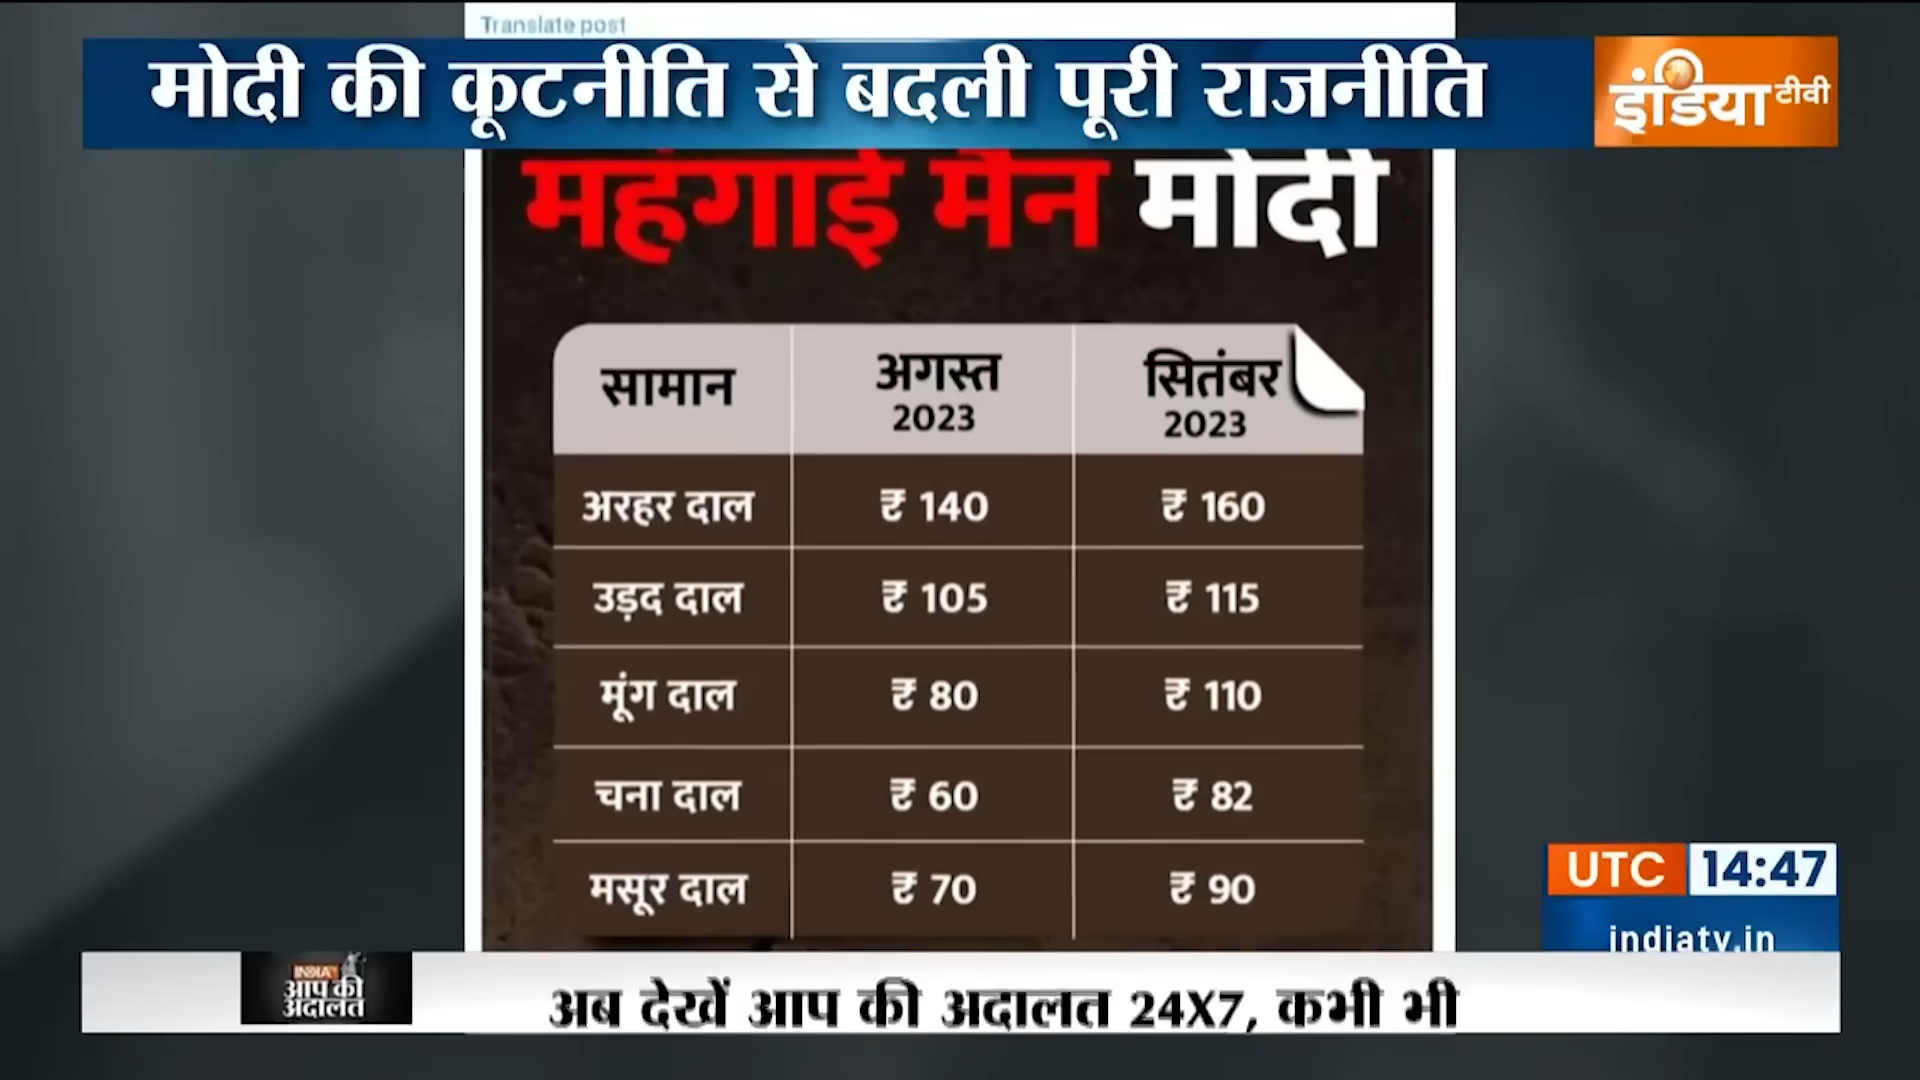 Translate post
मोदी की कूटनीति से बदली पूरी राजनीति
इंडिया टीवी
महंगाई मैन मोदी
सामान
अगस्त
2023
सितंबर
2023
अरहर दाल ₹ 140 ₹ 160
उड़द दाल ₹ 105 ₹ 115
मूंग दाल ₹ 80 ₹ 110
चना दाल ₹ 60 ₹ 82
मसूर दाल ₹ 70 ₹ 90
UTC 14:47
indiatv.in
INDIA
आप की
अदालत
अब देखें आप की अदालत 24X7, कभी भी